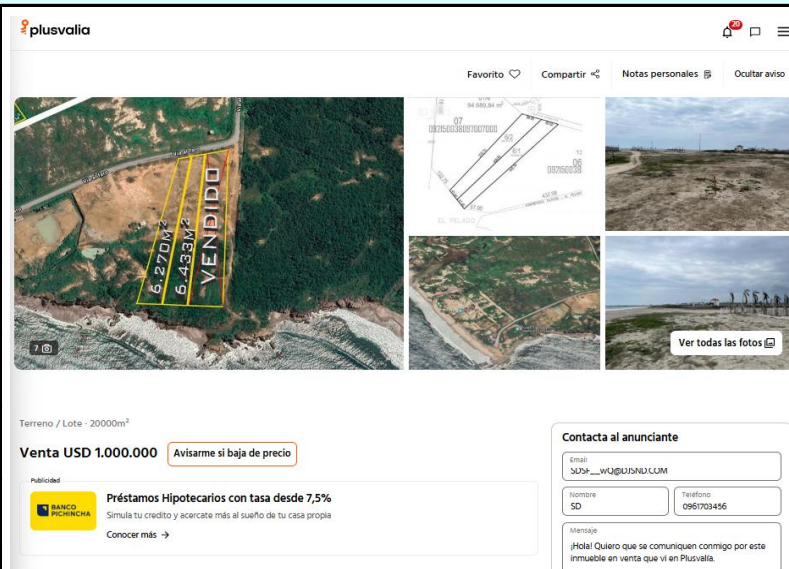 plusvalia
20
Favorito
Compartir
Notas personales
Ocultar aviso
6.270M²
6.433M²
VENDIDO
07
06
EL PELADO
7
Ver todas las fotos
Terreno / Lote · 20000m²
Venta USD 1.000.000
Avisarme si baja de precio
Publicidad
BANCO
PICHINCHA
Préstamos Hipotecarios con tasa desde 7,5%
Simula tu credito y acercate más al sueño de tu casa propia
Conocer más
Contacta al anunciante
Email
SDSF__WQ@DJSND.COM
Nombre
SD
Teléfono
0961703456
Mensaje
¡Hola! Quiero que se comuniquen conmigo por este
inmueble en venta que vi en Plusvalía.